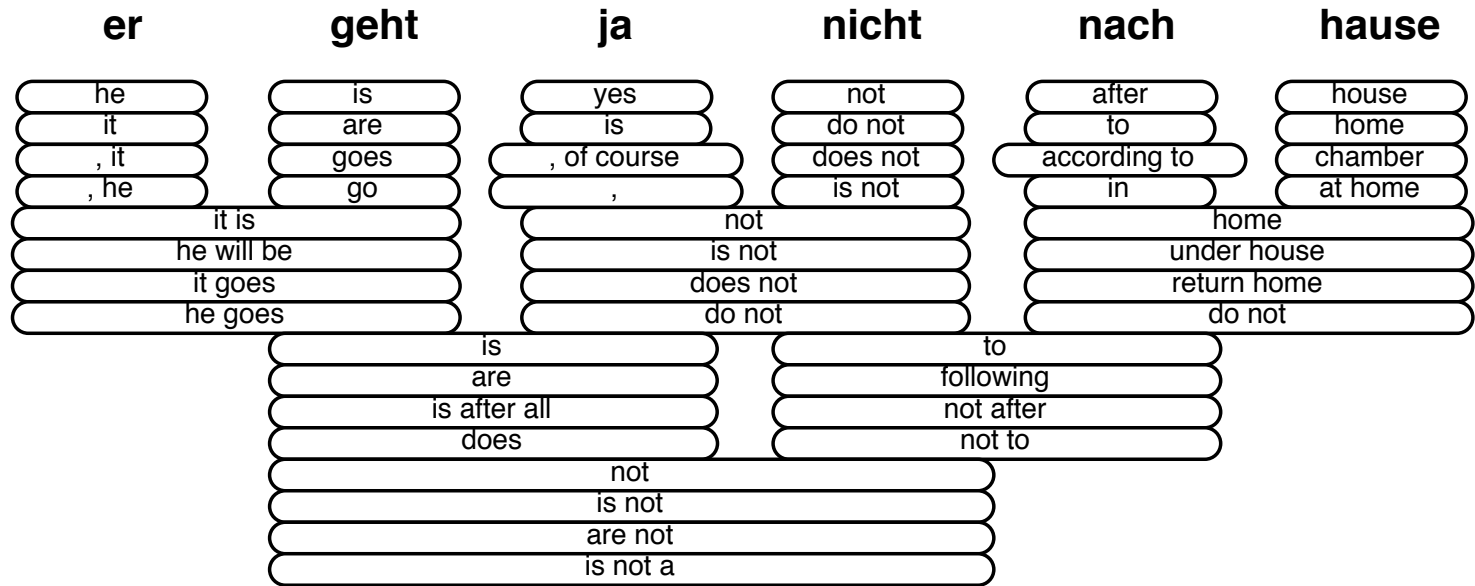 er geht ja nicht nach hause
he is yes not after house
it are is do not to home
, it goes , of course does not according to chamber
, he go , is not in at home
it is not home
he will be is not under house
it goes does not return home
he goes do not do not
is to
are following
is after all not after
does not to
not
is not
are not
is not a